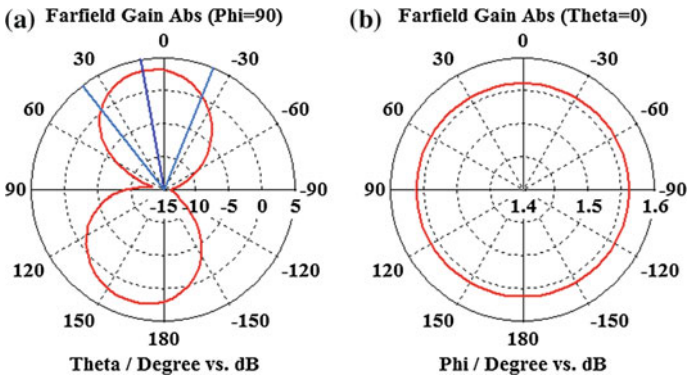 (a) Farfield Gain Abs (Phi=90)
0
30 -30
60 -60
90 -15 -10 -5 0 5 -90
120 -120
150 -150
180
Theta / Degree vs. dB
(b) Farfield Gain Abs (Theta=0)
0
30 -30
60 -60
90 1.4 1.5 1.6 -90
120 -120
150 -150
180
Phi / Degree vs. dB